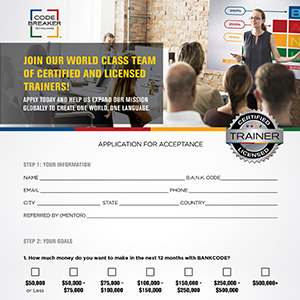 CODE
BREAKER
TECHNOLOGIES
JOIN OUR WORLD CLASS TEAM
OF CERTIFIED AND LICENSED
TRAINERS!
APPLY TODAY AND HELP US EXPAND OUR MISSION
GLOBALLY TO CREATE ONE WORLD, ONE LANGUAGE.
CERTIFIED
TRAINER
LICENSED
APPLICATION FOR ACCEPTANCE
STEP 1: YOUR INFORMATION
NAME B.A.N.K. CODE
EMAIL PHONE
CITY STATE COUNTRY
REFERRED BY (MENTOR)
STEP 2: YOUR GOALS
1. How much money do you want to make in the next 12 months with BANKCODE?
$50,000 $50,000 - $75,000 - $100,000 - $150,000 - $250,000 - $500,000+
or Less $75,000 $100,000 $150,000 $250,000 $500,000